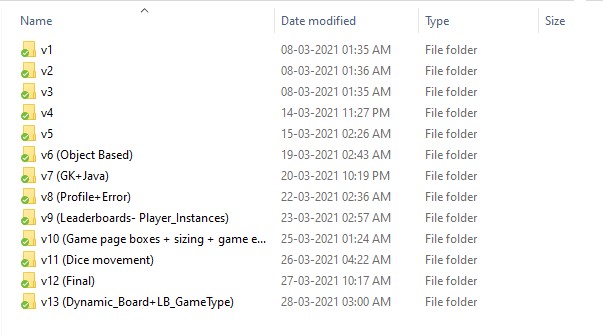 Name Date modified Type Size
v1 08-03-2021 01:35 AM File folder
v2 08-03-2021 01:36 AM File folder
v3 08-03-2021 01:35 AM File folder
v4 14-03-2021 11:27 PM File folder
v5 15-03-2021 02:26 AM File folder
v6 (Object Based) 19-03-2021 02:43 AM File folder
v7 (GK+Java) 20-03-2021 10:19 PM File folder
v8 (Profile+Error) 22-03-2021 02:36 AM File folder
v9 (Leaderboards- Player_Instances) 23-03-2021 02:57 AM File folder
v10 (Game page boxes + sizing + game e... 25-03-2021 01:24 AM File folder
v11 (Dice movement) 26-03-2021 04:22 AM File folder
v12 (Final) 27-03-2021 10:17 AM File folder
v13 (Dynamic_Board+LB_GameType) 28-03-2021 03:00 AM File folder